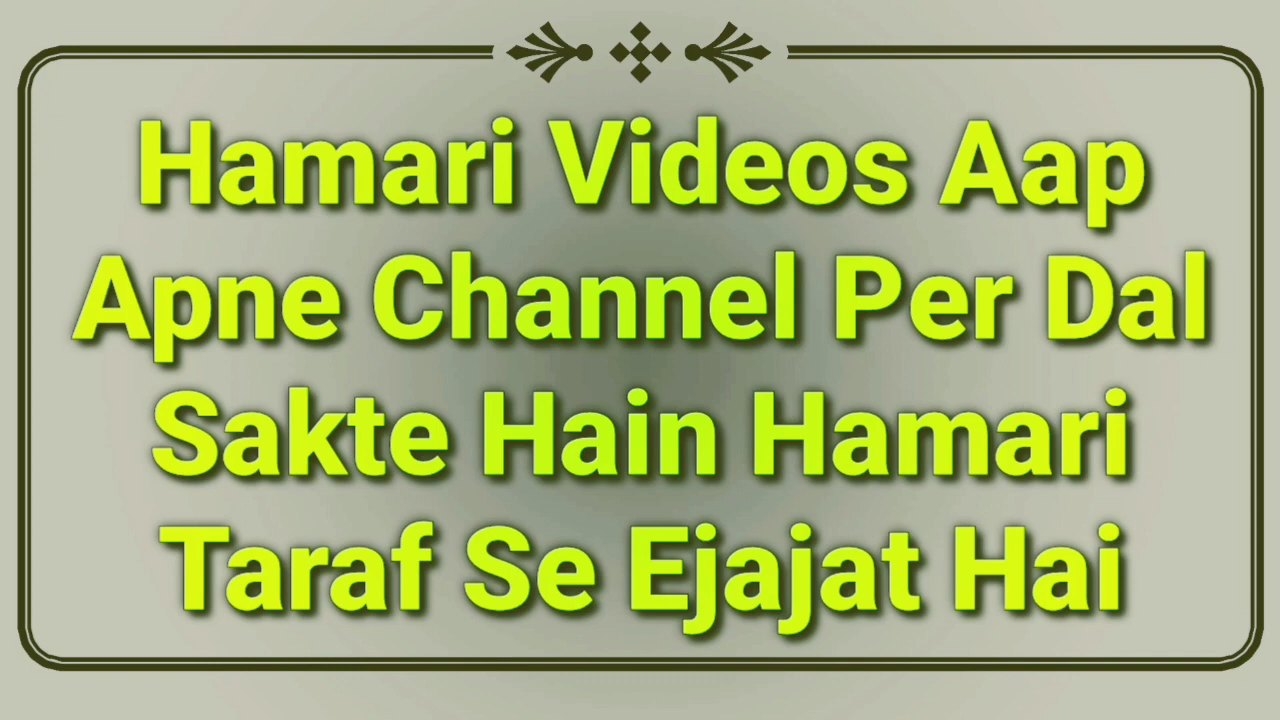 Hamari Videos Aap
Apne Channel Per Dal
Sakte Hain Hamari
Taraf Se Ejajat Hai